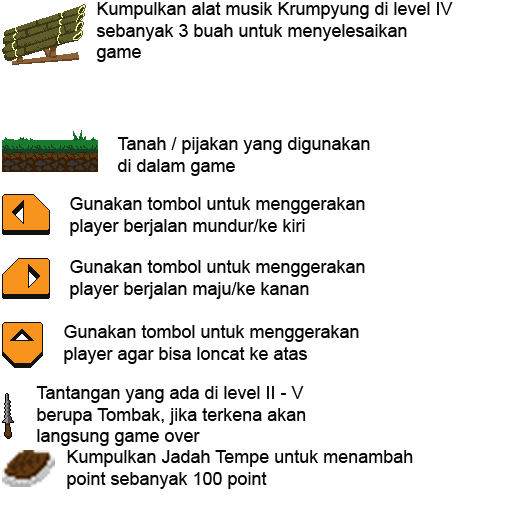 Kumpulkan alat musik Krumpyung di level IV
sebanyak 3 buah untuk menyelesaikan
game
Tanah / pijakan yang digunakan
di dalam game
Gunakan tombol untuk menggerakan
player berjalan mundur/ke kiri
Gunakan tombol untuk menggerakan
player berjalan maju/ke kanan
Gunakan tombol untuk menggerakan
player agar bisa loncat ke atas
Tantangan yang ada di level II - V
berupa Tombak, jika terkena akan
langsung game over
Kumpulkan Jadah Tempe untuk menambah
point sebanyak 100 point